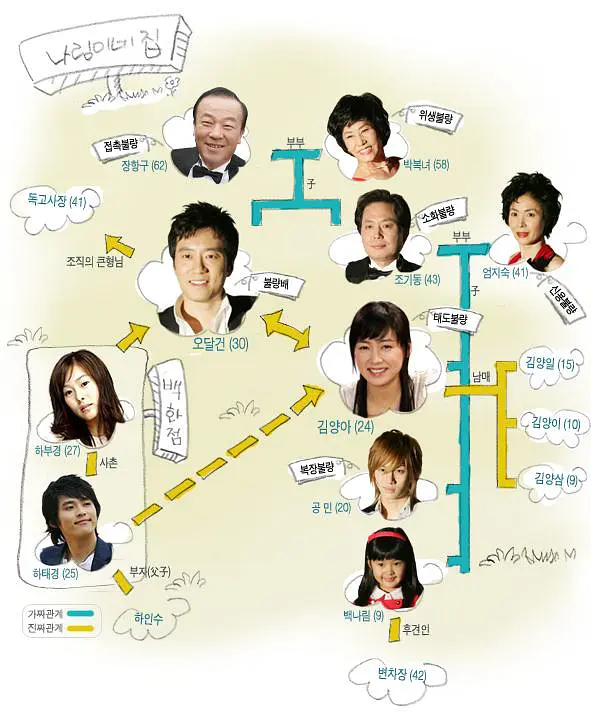 나림이네 집
접촉불량
장항구 (62)
부부
위생불량
박복녀 (58)
子
독고사장 (41)
조직의 큰형님
불량배
오달건 (30)
소화불량
조기동 (43)
부부
엄지숙 (41)
신용불량
子
태도불량
김양아 (24)
남매
김양일 (15)
김양이 (10)
김양삼 (9)
백화점
하부경 (27)
사촌
하태경 (25)
부자(父子)
하인수
복장불량
공 민 (20)
백나림 (9)
후견인
변차장 (42)
가짜관계
진짜관계